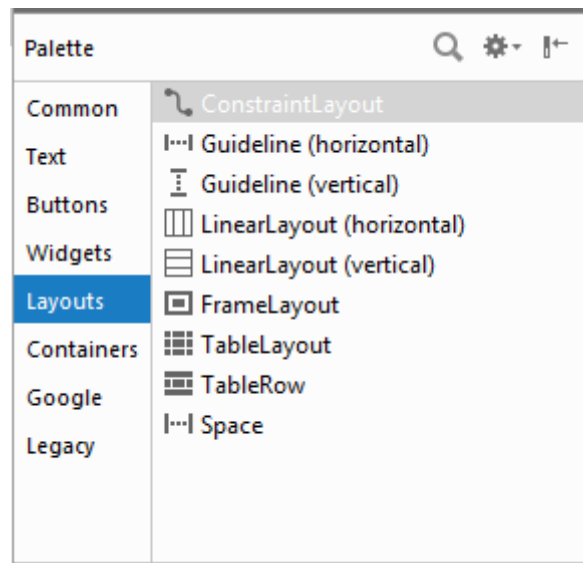 Palette
Common
Text
Buttons
Widgets
Layouts
Containers
Google
Legacy
ConstraintLayout
Guideline (horizontal)
Guideline (vertical)
LinearLayout (horizontal)
LinearLayout (vertical)
FrameLayout
TableLayout
TableRow
Space